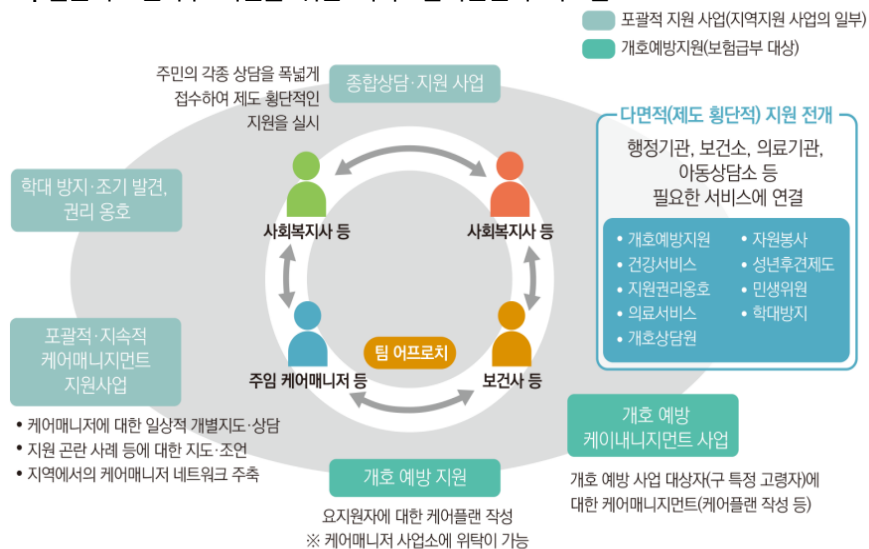 포괄적 지원 사업(지역지원 사업의 일부)
개호예방지원(보험급부 대상)
주민의 각종 상담을 폭넓게
접수하여 제도 횡단적인
지원을 실시
종합상담·지원 사업
다면적(제도 횡단적) 지원 전개
행정기관, 보건소, 의료기관,
아동상담소 등
필요한 서비스에 연결
• 개호예방지원
• 건강서비스
• 지원권리옹호
• 의료서비스
• 개호상담원
• 자원봉사
• 성년후견제도
• 민생위원
• 학대방지
학대 방지·조기 발견,
권리 옹호
사회복지사 등
사회복지사 등
포괄적·지속적
케어매니지먼트
지원사업
팀 어프로치
주임 케어매니저 등
보건사 등
• 케어매니저에 대한 일상적 개별지도·상담
• 지원 곤란 사례 등에 대한 지도·조언
• 지역에서의 케어매니저 네트워크 주축
개호 예방
케이내니지먼트 사업
개호 예방 사업 대상자(구 특정 고령자)에
대한 케어매니지먼트(케어플랜 작성 등)
개호 예방 지원
요지원자에 대한 케어플랜 작성
※ 케어매니저 사업소에 위탁이 가능